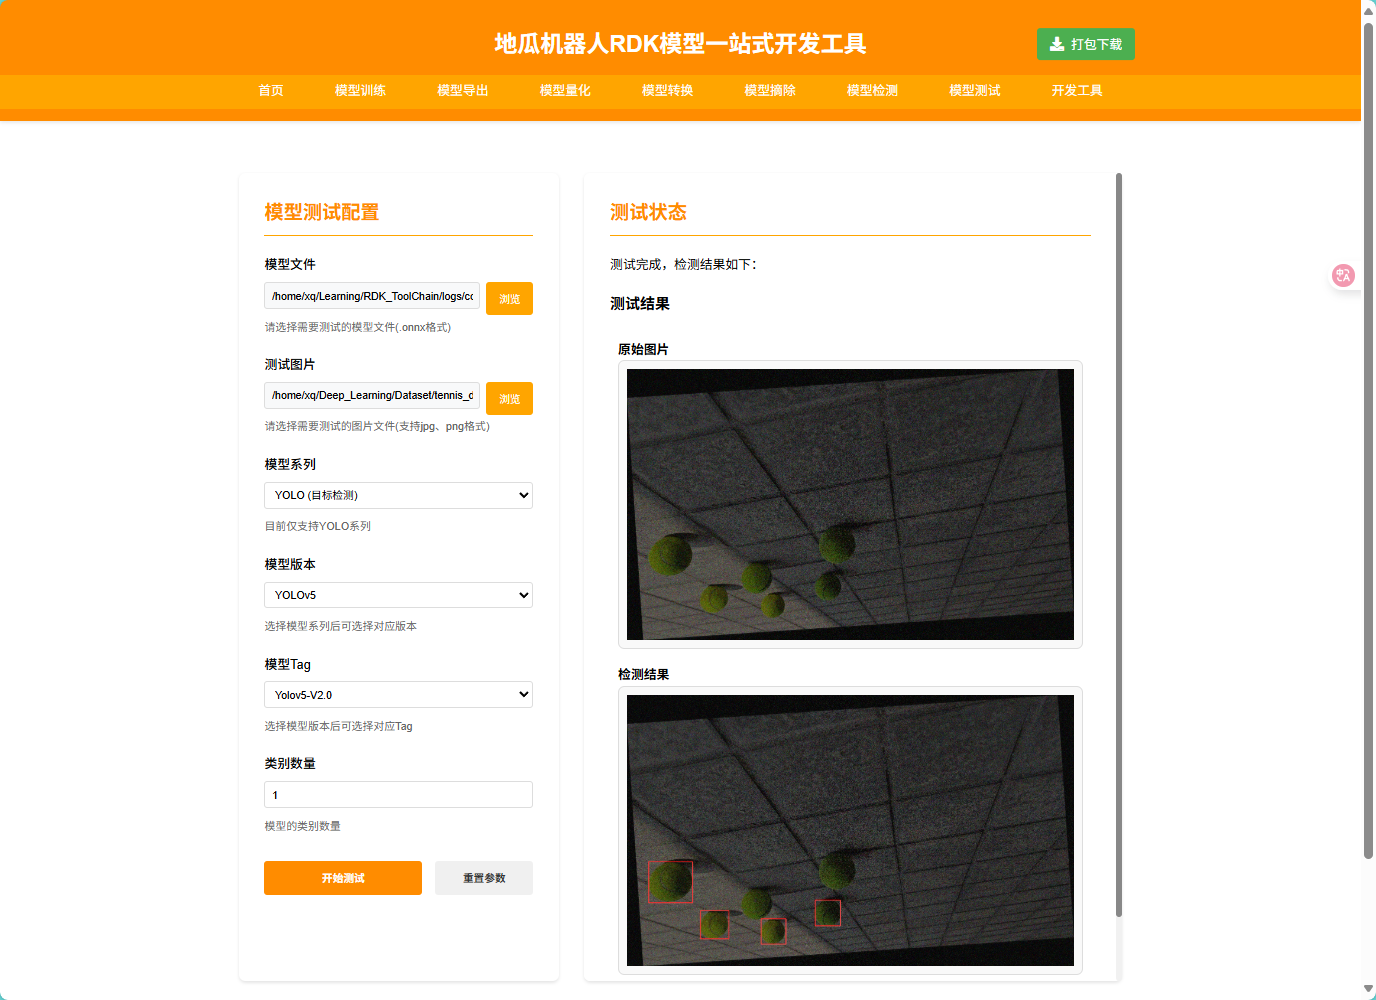 地瓜机器人RDK模型一站式开发工具
打包下载
首页 模型训练 模型导出 模型量化 模型转换 模型摘除 模型检测 模型测试 开发工具
模型测试配置
模型文件
/home/xq/Learning/RDK_ToolChain/logs/cc
浏览
请选择需要测试的模型文件(.onnx格式)
测试图片
/home/xq/Deep_Learning/Dataset/tennis_d
浏览
请选择需要测试的图片文件(支持jpg、png格式)
模型系列
YOLO (目标检测)
目前仅支持YOLO系列
模型版本
YOLOv5
选择模型系列后可选择对应版本
模型Tag
Yolov5-V2.0
选择模型版本后可选择对应Tag
类别数量
1
模型的类别数量
开始测试 重置参数
测试状态
测试完成，检测结果如下：
测试结果
原始图片
检测结果
中
A